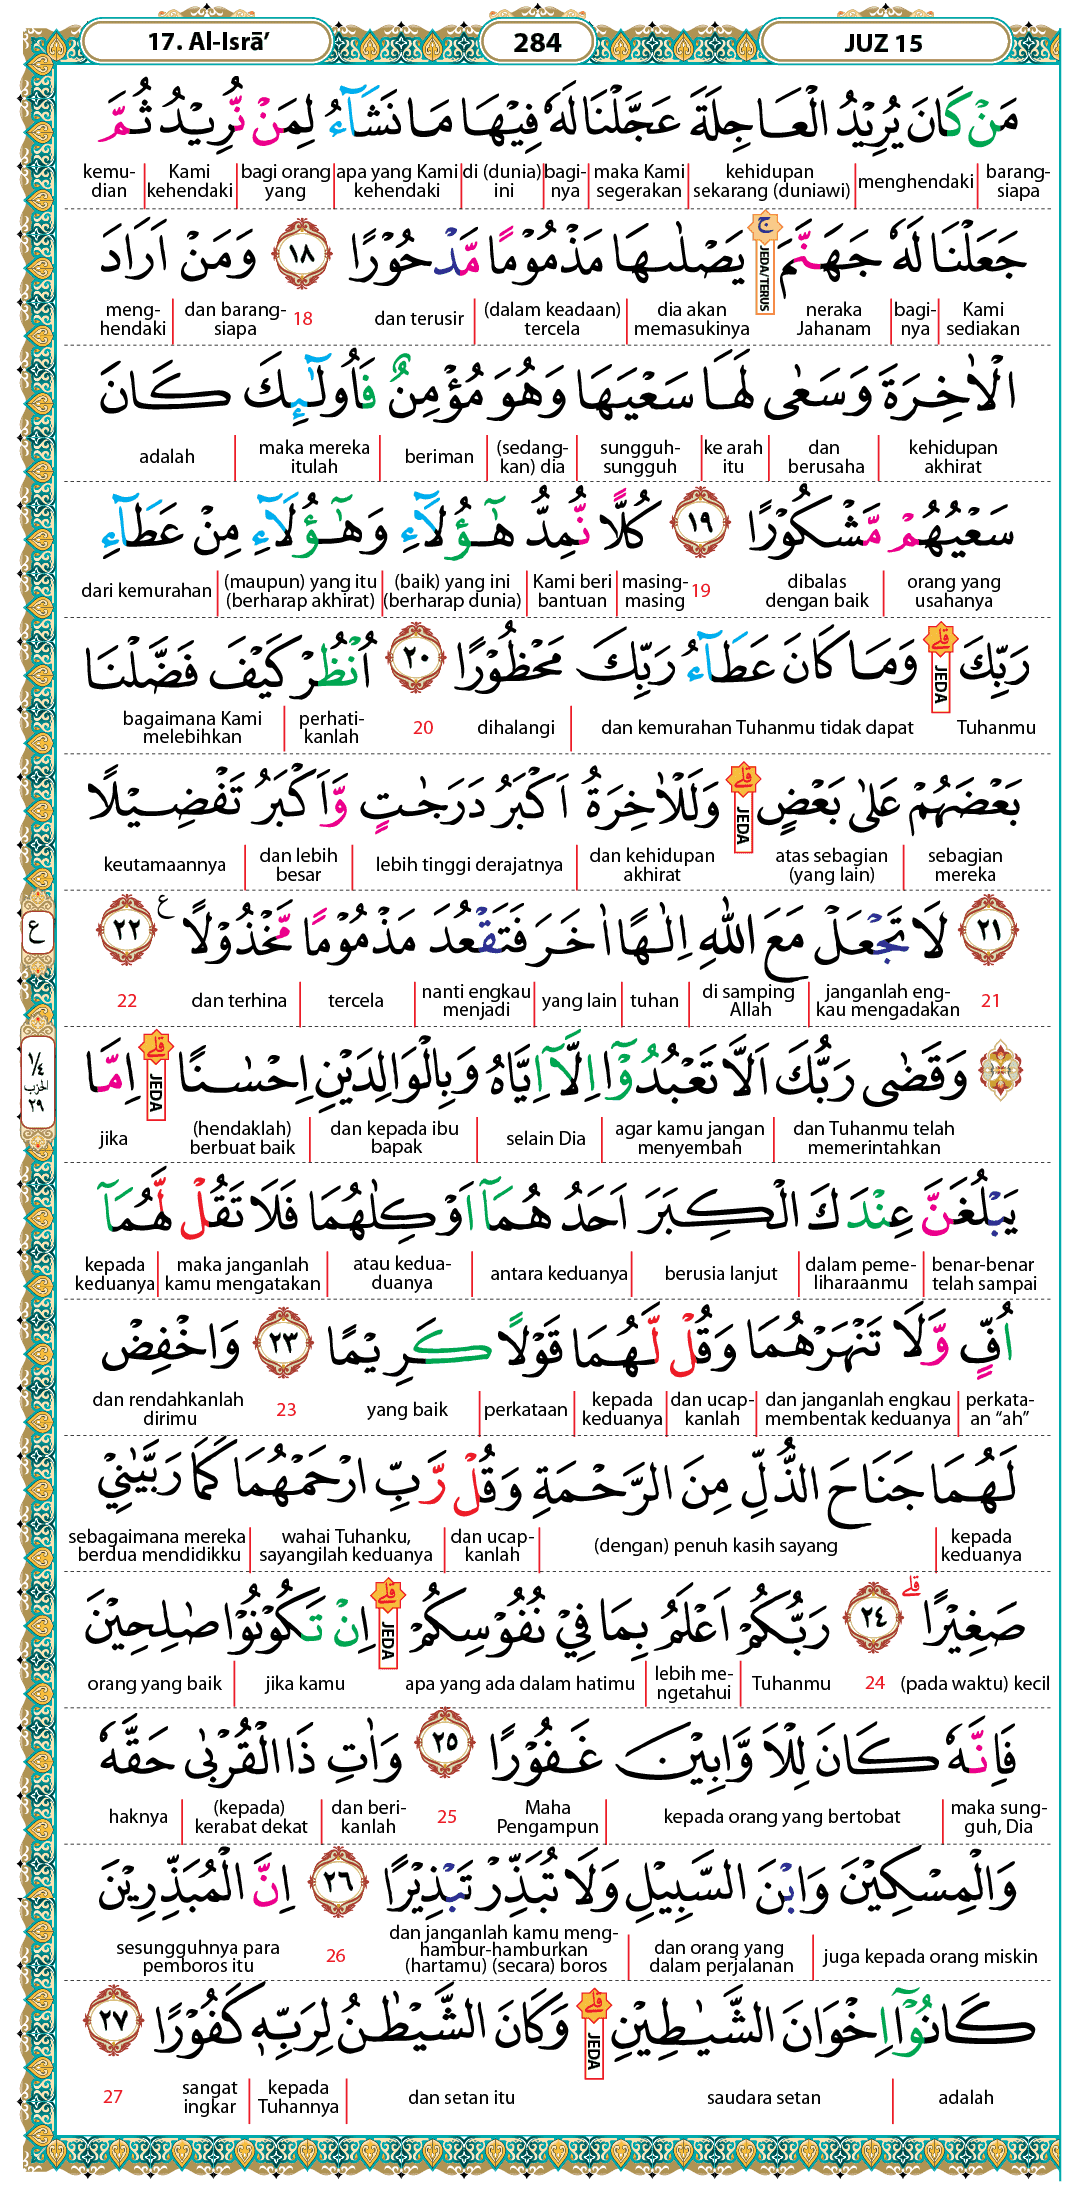 17. Al-Isrā’ 284 JUZ 15
مَنْ كَانَ يُرِيْدُ الْعَاجِلَةَ عَجَّلْنَا لَهٗ فِيْهَا مَا نَشَاۤءُ لِمَنْ نُّرِيْدُ ثُمَّ
barang-siapa | menghendaki | kehidupan sekarang (duniawi) | maka Kami segerakan | bagi-nya | di (dunia) ini | apa yang Kami kehendaki | bagi orang yang | Kami kehendaki | kemu-dian
جَعَلْنَا لَهٗ جَهَنَّمَ ۚ JEDA/TERUS يَصْلٰىهَا مَذْمُوْمًا مَّدْحُوْرًا ١٨ وَمَنْ اَرَادَ
Kami sediakan | bagi-nya | neraka Jahanam | dia akan memasukinya | (dalam keadaan) tercela | dan terusir 18 dan barang-siapa | meng-hendaki
الْاٰخِرَةَ وَسَعٰى لَهَا سَعْيَهَا وَهُوَ مُؤْمِنٌ فَاُولٰۤىِٕكَ كَانَ
kehidupan akhirat | dan berusaha | ke arah itu | sungguh-sungguh | (sedang-kan) dia | beriman | maka mereka itulah | adalah
سَعْيُهُمْ مَّشْكُوْرًا ١٩ كُلًّا نُّمِدُّ هٰٓؤُلَاۤءِ وَهٰٓؤُلَاۤءِ مِنْ عَطَاۤءِ
orang yang usahanya | dibalas dengan baik 19 masing-masing | Kami beri bantuan | (baik) yang ini (berharap dunia) | (maupun) yang itu (berharap akhirat) | dari kemurahan
رَبِّكَ ۗ JEDA وَمَا كَانَ عَطَاۤءُ رَبِّكَ مَحْظُوْرًا ٢٠ اُنْظُرْ كَيْفَ فَضَّلْنَا
Tuhanmu dan kemurahan Tuhanmu tidak dapat | dihalangi 20 perhati-kanlah | bagaimana Kami melebihkan
بَعْضَهُمْ عَلٰى بَعْضٍ ۗ JEDA وَلَلْاٰخِرَةُ اَكْبَرُ دَرَجٰتٍ وَّاَكْبَرُ تَفْضِيْلًا
sebagian mereka | atas sebagian (yang lain) dan kehidupan akhirat | lebih tinggi derajatnya | dan lebih besar | keutamaannya
٢١ لَا تَجْعَلْ مَعَ اللّٰهِ اِلٰهًا اٰخَرَ فَتَقْعُدَ مَذْمُوْمًا مَّخْذُوْلًا ع ٢٢
ع
21 janganlah eng-kau mengadakan | di samping Allah | tuhan | yang lain | nanti engkau menjadi | tercela | dan terhina 22
وَقَضٰى رَبُّكَ اَلَّا تَعْبُدُوْٓا اِلَّآ اِيَّاهُ وَبِالْوَالِدَيْنِ اِحْسٰنًا ۗ JEDA اِمَّا
١/٤ الحزب ٢٩
dan Tuhanmu telah memerintahkan | agar kamu jangan menyembah | selain Dia | dan kepada ibu bapak | (hendaklah) berbuat baik jika
يَبْلُغَنَّ عِنْدَكَ الْكِبَرَ اَحَدُهُمَآ اَوْ كِلٰهُمَا فَلَا تَقُلْ لَّهُمَآ
benar-benar telah sampai | dalam peme-liharaanmu | berusia lanjut | antara keduanya | atau kedua-duanya | maka janganlah kamu mengatakan | kepada keduanya
اُفٍّ وَّلَا تَنْهَرْهُمَا وَقُلْ لَّهُمَا قَوْلًا كَرِيْمًا ٢٣ وَاخْفِضْ
perkata-an “ah” | dan janganlah engkau membentak keduanya | dan ucap-kanlah | kepada keduanya | perkataan | yang baik 23 dan rendahkanlah dirimu
لَهُمَا جَنَاحَ الذُّلِّ مِنَ الرَّحْمَةِ وَقُلْ رَّبِّ ارْحَمْهُمَا كَمَا رَبَّيٰنِيْ
kepada keduanya | (dengan) penuh kasih sayang | dan ucap-kanlah | wahai Tuhanku, sayangilah keduanya | sebagaimana mereka berdua mendidikku
صَغِيْرًا ۗ ٢٤ رَبُّكُمْ اَعْلَمُ بِمَا فِيْ نُفُوْسِكُمْ ۗ JEDA اِنْ تَكُوْنُوْا صٰلِحِيْنَ
(pada waktu) kecil 24 Tuhanmu | lebih me-ngetahui | apa yang ada dalam hatimu jika kamu | orang yang baik
فَاِنَّهٗ كَانَ لِلْاَوَّابِيْنَ غَفُوْرًا ٢٥ وَاٰتِ ذَا الْقُرْبٰى حَقَّهٗ
maka sung-guh, Dia | kepada orang yang bertobat | Maha Pengampun 25 dan beri-kanlah | (kepada) kerabat dekat | haknya
وَالْمِسْكِيْنَ وَابْنَ السَّبِيْلِ وَلَا تُبَذِّرْ تَبْذِيْرًا ٢٦ اِنَّ الْمُبَذِّرِيْنَ
juga kepada orang miskin | dan orang yang dalam perjalanan | dan janganlah kamu meng-hambur-hamburkan (hartamu) (secara) boros 26 sesungguhnya para pemboros itu
كَانُوْٓا اِخْوَانَ الشَّيٰطِيْنِ ۗ JEDA وَكَانَ الشَّيْطٰنُ لِرَبِّهٖ كَفُوْرًا ٢٧
adalah | saudara setan dan setan itu | kepada Tuhannya | sangat ingkar 27